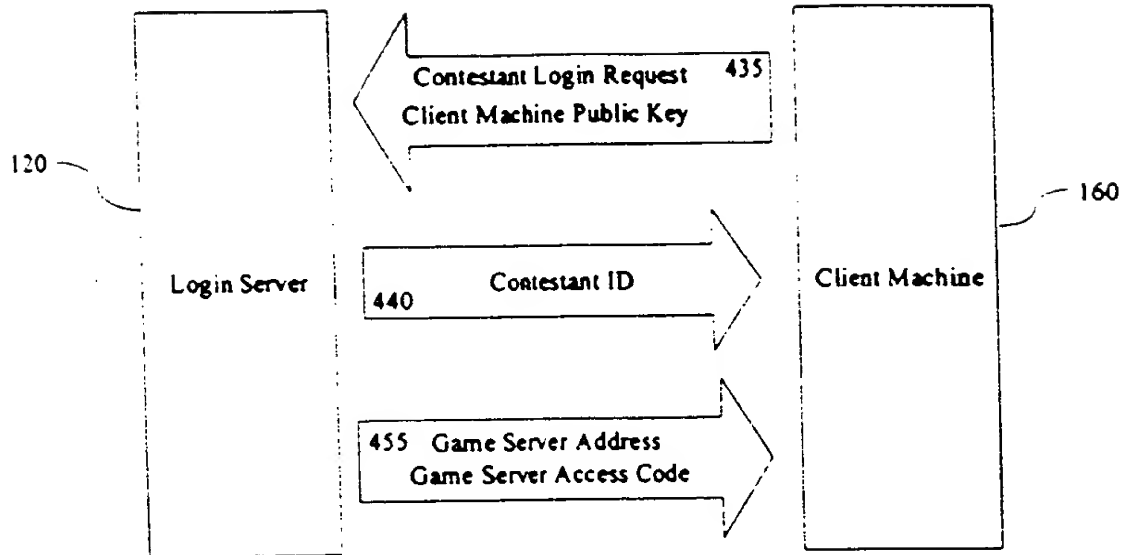 Contestant Login Request 435
Client Machine Public Key
120
160
Login Server
Contestant ID
440
Client Machine
455 Game Server Address
Game Server Access Code